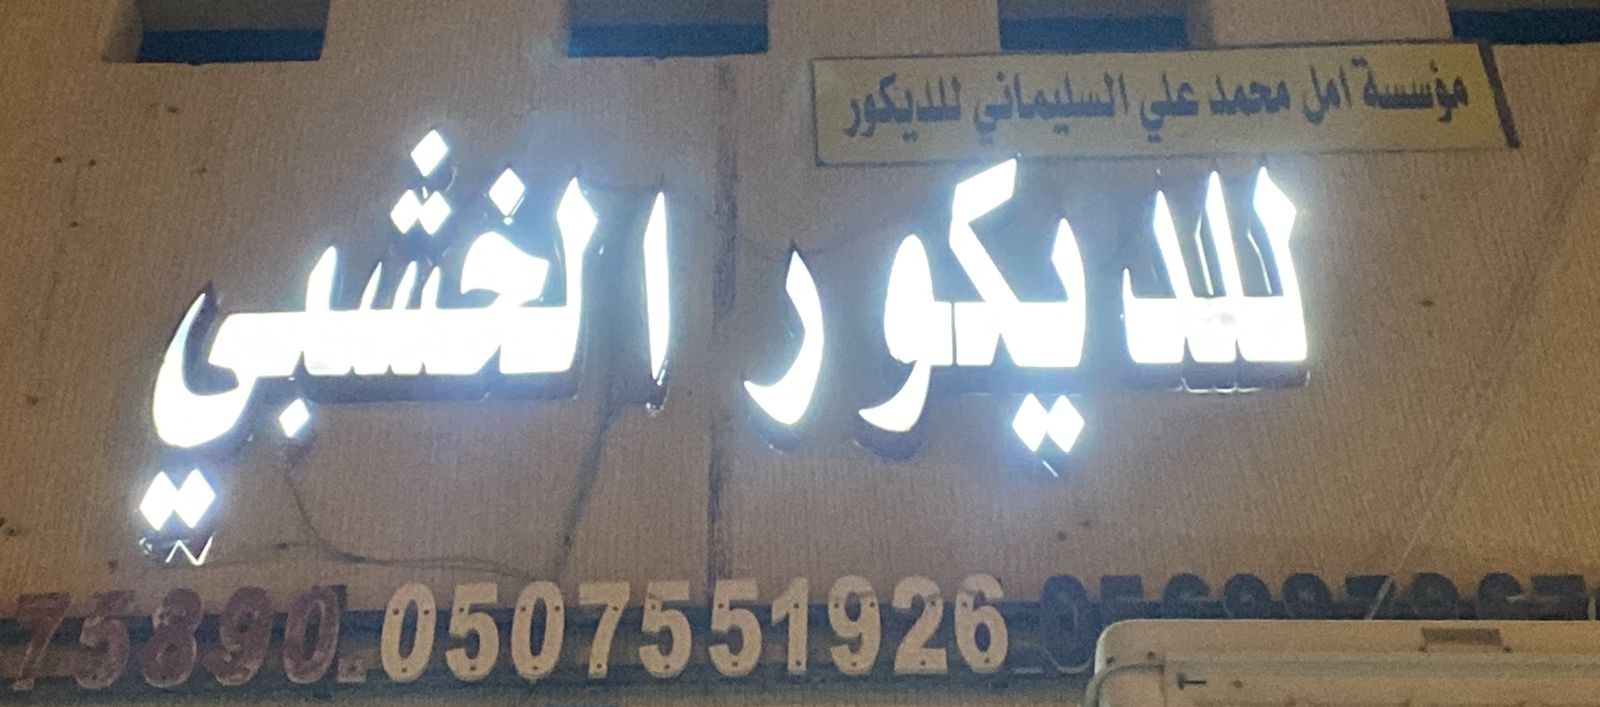 مؤسسة امل محمد علي السليماني للديكور
للديكور الخشبي
75890. 0507551926